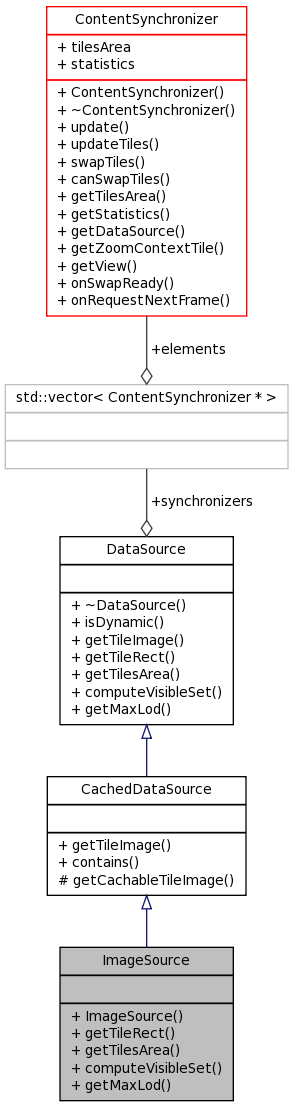 ContentSynchronizer
+ tilesArea
+ statistics
+ ContentSynchronizer()
+ ~ContentSynchronizer()
+ update()
+ updateTiles()
+ swapTiles()
+ canSwapTiles()
+ getTilesArea()
+ getStatistics()
+ getDataSource()
+ getZoomContextTile()
+ getView()
+ onSwapReady()
+ onRequestNextFrame()
+elements
std::vector< ContentSynchronizer * >
+synchronizers
DataSource
+ ~DataSource()
+ isDynamic()
+ getTileImage()
+ getTileRect()
+ getTilesArea()
+ computeVisibleSet()
+ getMaxLod()
CachedDataSource
+ getTileImage()
+ contains()
# getCachableTileImage()
ImageSource
+ ImageSource()
+ getTileRect()
+ getTilesArea()
+ computeVisibleSet()
+ getMaxLod()